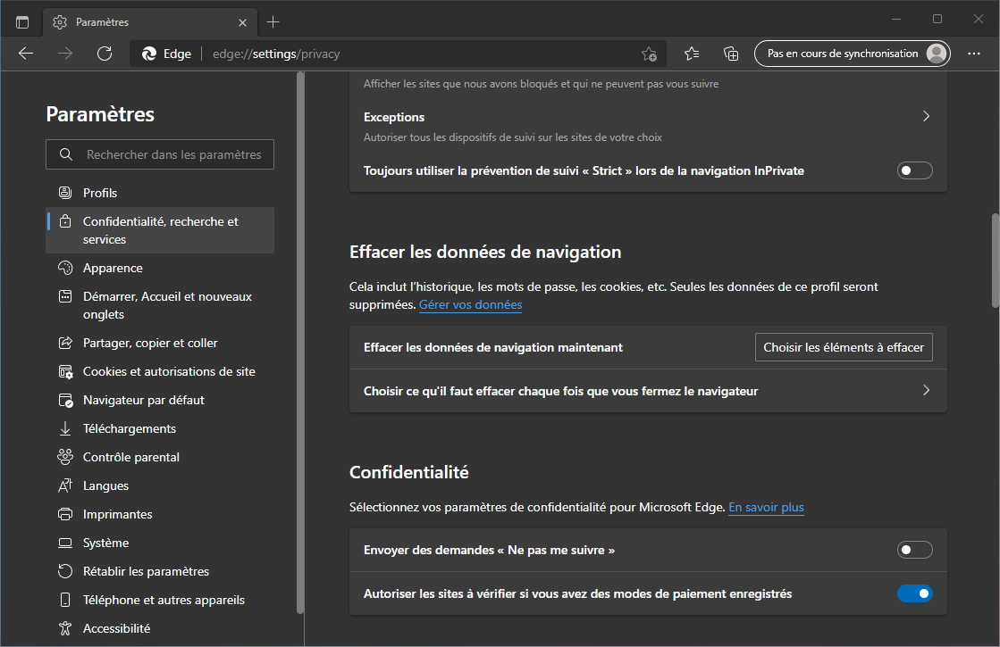 Paramètres
Edge
edge://settings/privacy
Pas en cours de synchronisation
Paramètres
Rechercher dans les paramètres
Profils
Confidentialité, recherche et
services
Apparence
Démarrer, Accueil et nouveaux
onglets
Partager, copier et coller
Cookies et autorisations de site
Navigateur par défaut
Téléchargements
Contrôle parental
Langues
Imprimantes
Système
Rétablir les paramètres
Téléphone et autres appareils
Accessibilité
Afficher les sites que nous avons bloqués et qui ne peuvent pas vous suivre
Exceptions
Autoriser tous les dispositifs de suivi sur les sites de votre choix
Toujours utiliser la prévention de suivi « Strict » lors de la navigation InPrivate
Effacer les données de navigation
Cela inclut l’historique, les mots de passe, les cookies, etc. Seules les données de ce profil seront
supprimées. Gérer vos données
Effacer les données de navigation maintenant
Choisir les éléments à effacer
Choisir ce qu'il faut effacer chaque fois que vous fermez le navigateur
Confidentialité
Sélectionnez vos paramètres de confidentialité pour Microsoft Edge. En savoir plus
Envoyer des demandes « Ne pas me suivre »
Autoriser les sites à vérifier si vous avez des modes de paiement enregistrés